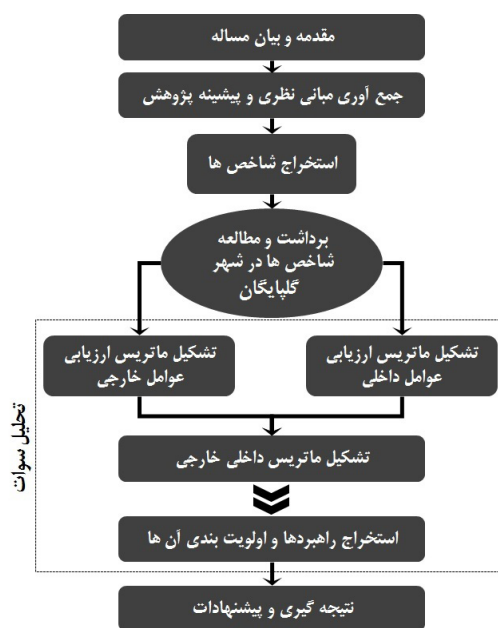 مقدمه و بیان مساله
جمع آوری مبانی نظری و پیشینه پژوهش
استخراج شاخص ها
برداشت و مطالعه
شاخص ها در شهر
گلپایگان
تشکیل ماتریس ارزیابی
عوامل داخلی
تشکیل ماتریس ارزیابی
عوامل خارجی
تحلیل سوات
تشکیل ماتریس داخلی خارجی
استخراج راهبردها و اولویت بندی آن ها
نتیجه گیری و پیشنهادات